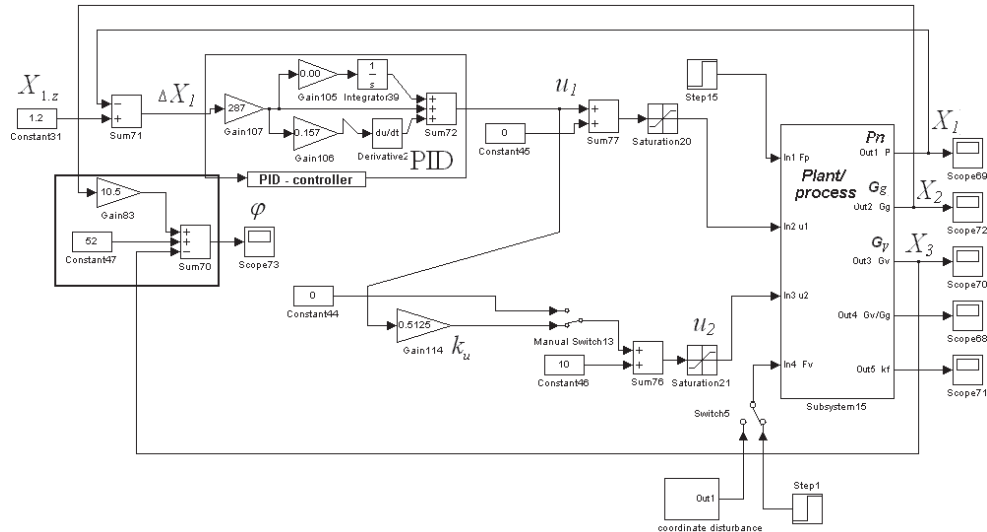 X1.z
1.2
Constant31
−
+
Sum71
ΔX1
287
Gain107
0.00
Gain105
1
s
Integrator39
0.157
Gain106
du/dt
Derivative2
+
+
+
Sum72
PID
PID - controller
u1
0
Constant45
+
+
Sum77
Saturation20
Step15
10.5
Gain83
52
Constant47
+
+
−
Sum70
φ
Scope73
0
Constant44
0.5125
Gain114
ku
Manual Switch13
10
Constant46
+
+
Sum76
u2
Saturation21
In1 Fp
In2 u1
In3 u2
In4 Fv
Plant/
process
Pn
Out1 P
Gg
Out2 Gg
Gv
Out3 Gv
Out4 Gv/Gg
Out5 kf
Subsystem15
X1
Scope69
X2
Scope72
X3
Scope70
Scope68
Scope71
Switch5
Out1
coordinate disturbance
Step1